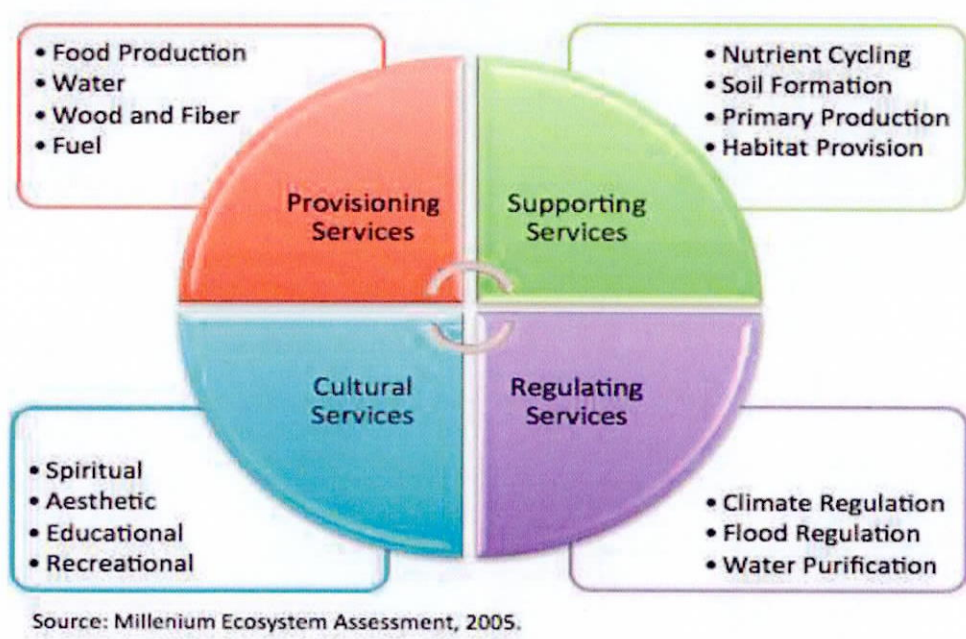 • Food Production
• Water
• Wood and Fiber
• Fuel
Provisioning
Services
• Nutrient Cycling
• Soil Formation
• Primary Production
• Habitat Provision
Supporting
Services
Cultural
Services
• Spiritual
• Aesthetic
• Educational
• Recreational
Regulating
Services
• Climate Regulation
• Flood Regulation
• Water Purification
Source: Millenium Ecosystem Assessment, 2005.